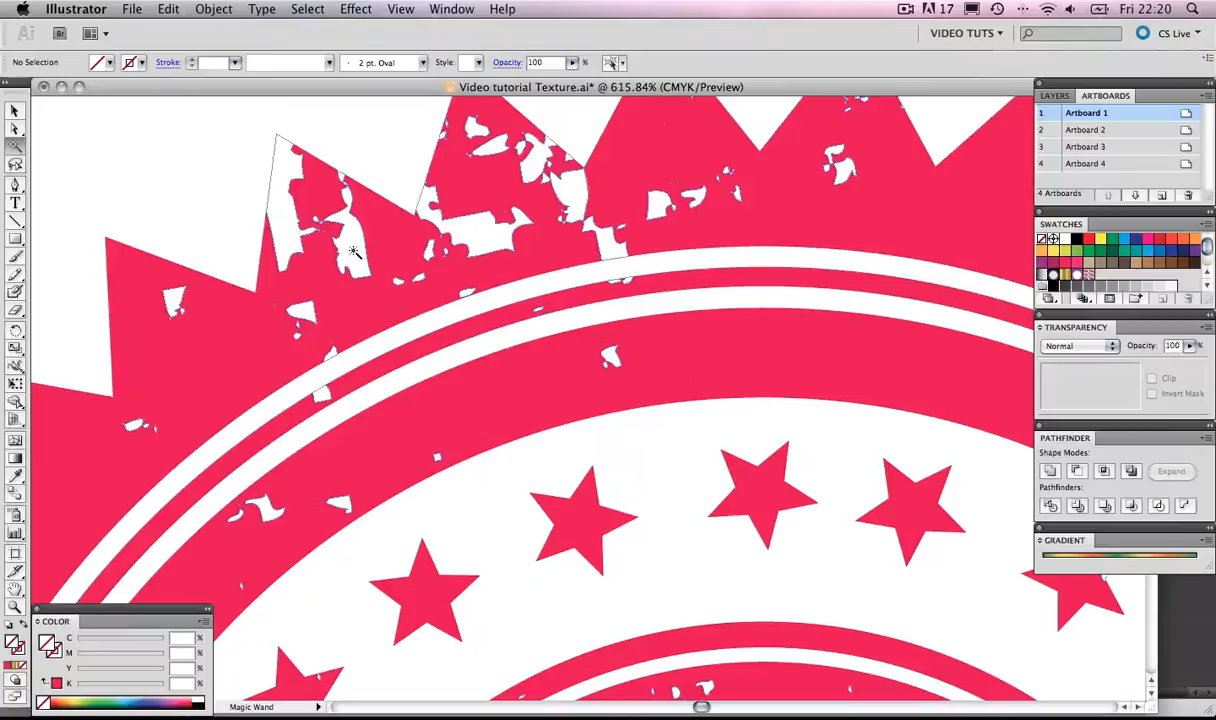 Illustrator File Edit Object Type Select Effect View Window Help 17 Fri 22:20
Ai Br VIDEO TUTS CS Live
No Selection Stroke: 2 pt. Oval Style: Opacity: 100 %
Video tutorial Texture.ai* @ 615.84% (CMYK/Preview)
LAYERS ARTBOARDS
1 Artboard 1
2 Artboard 2
3 Artboard 3
4 Artboard 4
4 Artboards
SWATCHES
TRANSPARENCY
Normal Opacity: 100 %
Clip
Invert Mask
PATHFINDER
Shape Modes:
Expand
Pathfinders:
GRADIENT
COLOR
C %
M %
Y %
K %
Magic Wand